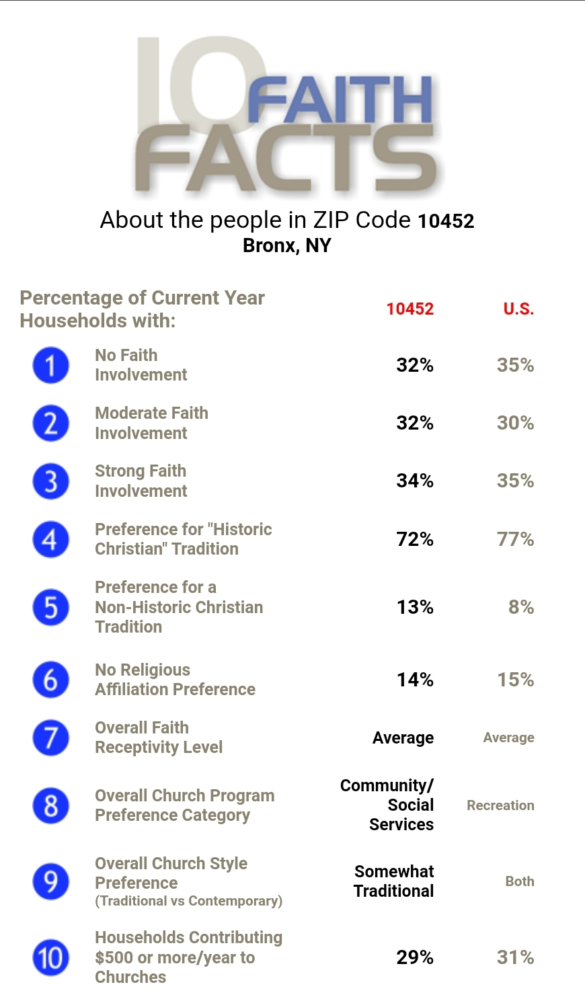 10 FAITH
FACTS
About the people in ZIP Code 10452
Bronx, NY
Percentage of Current Year
Households with:
10452 U.S.
1 No Faith
Involvement
32% 35%
2 Moderate Faith
Involvement
32% 30%
3 Strong Faith
Involvement
34% 35%
4 Preference for "Historic
Christian" Tradition
72% 77%
5 Preference for a
Non-Historic Christian
Tradition
13% 8%
6 No Religious
Affiliation Preference
14% 15%
7 Overall Faith
Receptivity Level
Average Average
8 Overall Church Program
Preference Category
Community/
Social
Services
Recreation
9 Overall Church Style
Preference
(Traditional vs Contemporary)
Somewhat
Traditional
Both
10 Households Contributing
$500 or more/year to
Churches
29% 31%